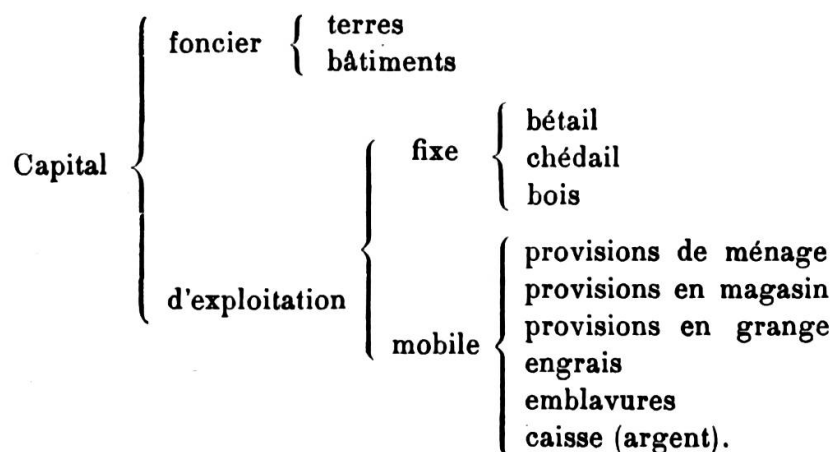 Capital
foncier
terres
bâtiments
d'exploitation
fixe
bétail
chédail
bois
mobile
provisions de ménage
provisions en magasin
provisions en grange
engrais
emblavures
caisse (argent).